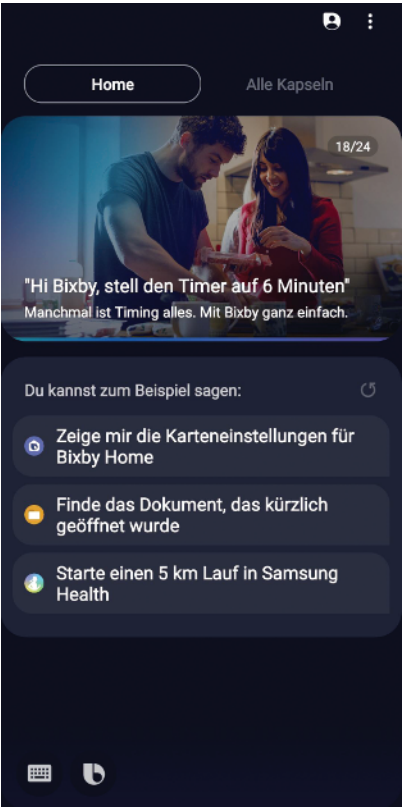 Home
Alle Kapseln
18/24
"Hi Bixby, stell den Timer auf 6 Minuten"
Manchmal ist Timing alles. Mit Bixby ganz einfach.
Du kannst zum Beispiel sagen:
Zeige mir die Karteneinstellungen für
Bixby Home
Finde das Dokument, das kürzlich
geöffnet wurde
Starte einen 5 km Lauf in Samsung
Health